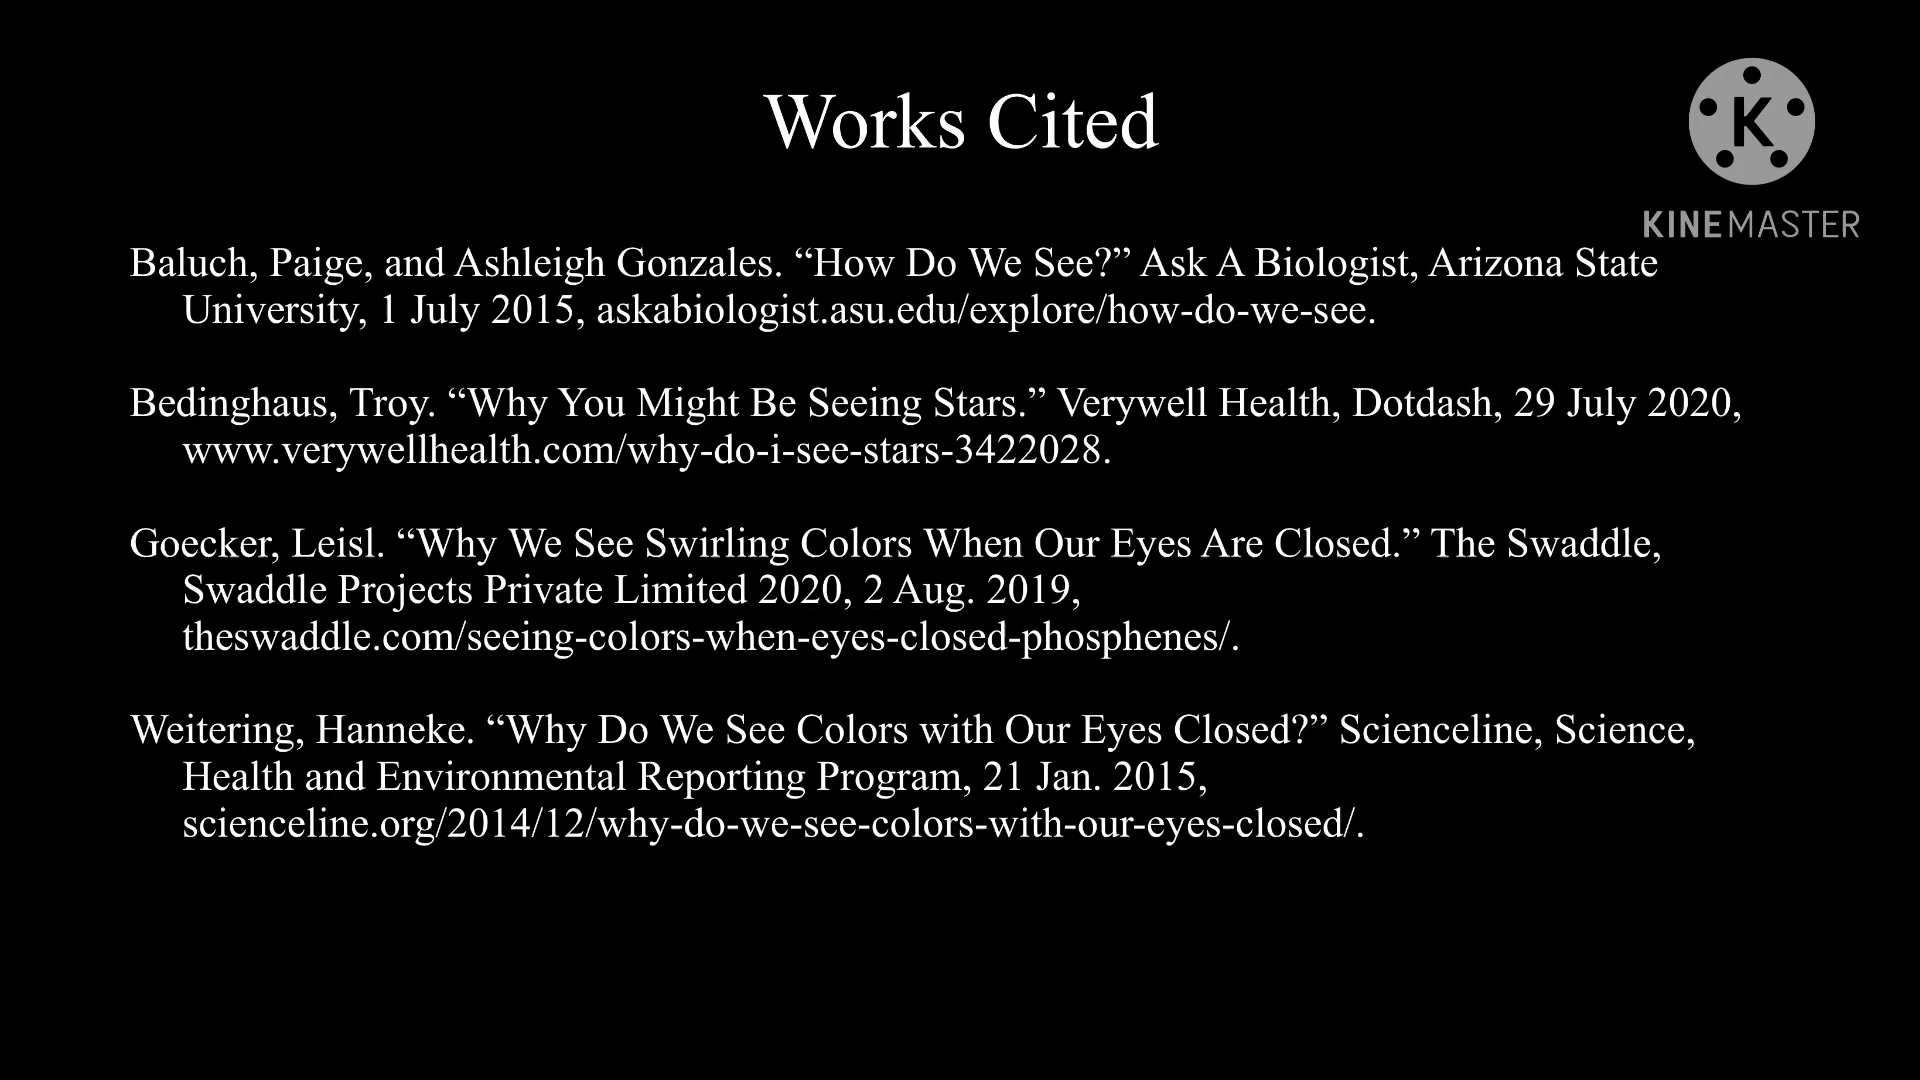 Works Cited
K
KINEMASTER
Baluch, Paige, and Ashleigh Gonzales. “How Do We See?” Ask A Biologist, Arizona State
University, 1 July 2015, askabiologist.asu.edu/explore/how-do-we-see.
Bedinghaus, Troy. “Why You Might Be Seeing Stars.” Verywell Health, Dotdash, 29 July 2020,
www.verywellhealth.com/why-do-i-see-stars-3422028.
Goecker, Leisl. “Why We See Swirling Colors When Our Eyes Are Closed.” The Swaddle,
Swaddle Projects Private Limited 2020, 2 Aug. 2019,
theswaddle.com/seeing-colors-when-eyes-closed-phosphenes/.
Weitering, Hanneke. “Why Do We See Colors with Our Eyes Closed?” Scienceline, Science,
Health and Environmental Reporting Program, 21 Jan. 2015,
scienceline.org/2014/12/why-do-we-see-colors-with-our-eyes-closed/.